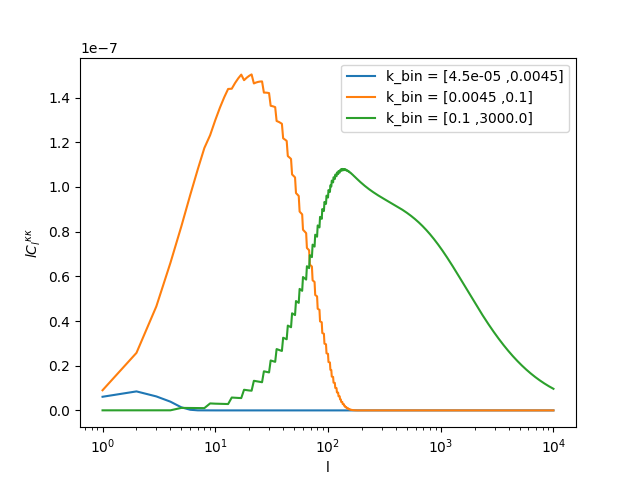 1e−7
k_bin = [4.5e-05 ,0.0045]
k_bin = [0.0045 ,0.1]
k_bin = [0.1 ,3000.0]
1.4
1.2
1.0
0.8
0.6
0.4
0.2
0.0
lC_l^κκ
10^0
10^1
10^2
10^3
10^4
l